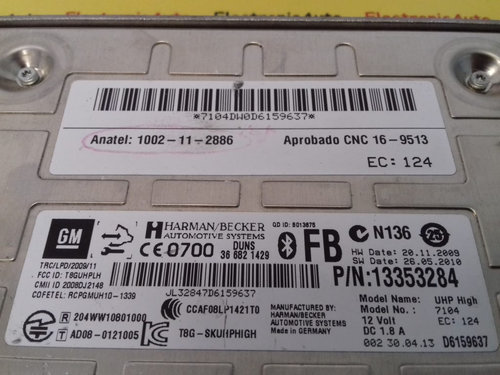 *7104DW0D6159637*
Anatel: 1002-11-2886 Aprobado CNC 16-9513
EC: 124
GM
HARMAN/BECKER
AUTOMOTIVE SYSTEMS
QD ID: B013875
N136
CE0700 DUNS
36 682 1429
FB
HW Date: 20.11.2009
SW Date: 26.05.2010
TRC/LPD/2009/11
FCC ID: T8GUHPLH
CMII ID 2008DJ2148
COFETEL: RCPGMUH10-1339
P/N:13353284
JL32847D6159637
R 204WW10801000
T AD08-0121005
CCAF08LP1421T0
T8G-SKUHPHIGH
MANUFACTURED BY:
HARMAN/BECKER
AUTOMOTIVE SYSTEMS
MADE IN GERMANY
Model Name: UHP High
Model No.: 7104
12 Volt EC: 124
DC 1.8 A
002 30.04.13 D6159637